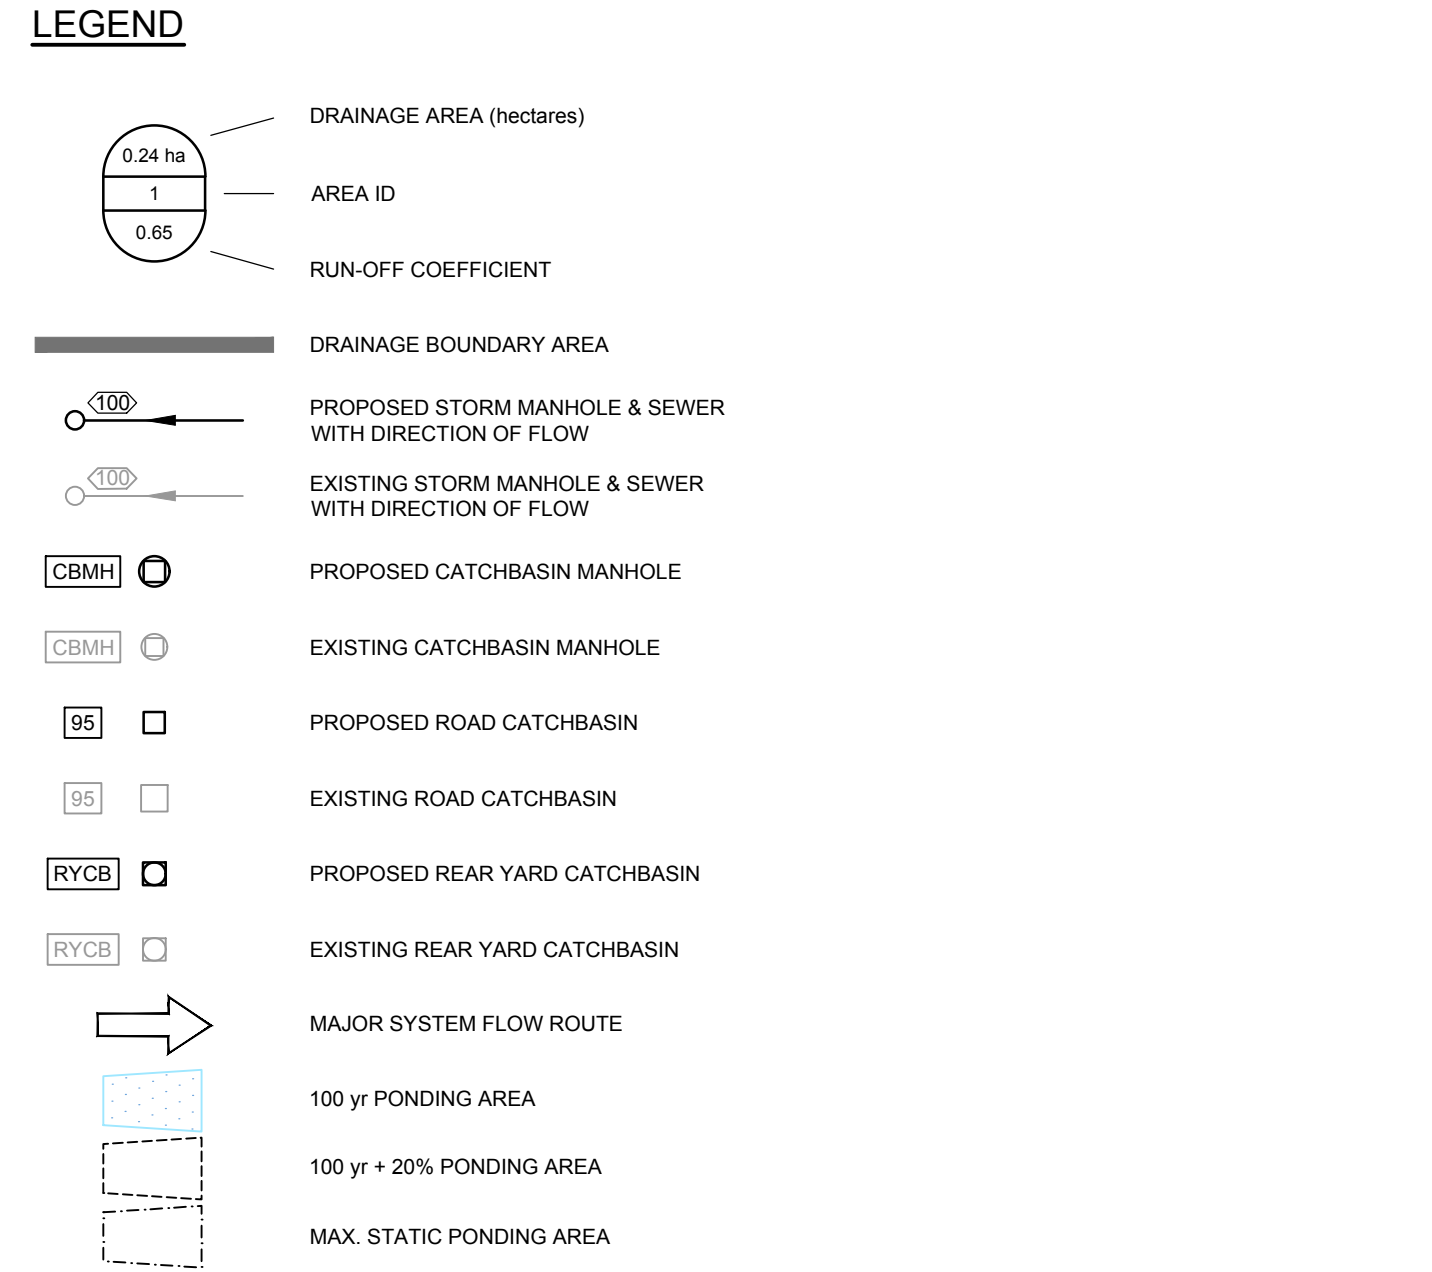 LEGEND
DRAINAGE AREA (hectares)
0.24 ha
1
AREA ID
0.65
RUN-OFF COEFFICIENT
DRAINAGE BOUNDARY AREA
100
PROPOSED STORM MANHOLE & SEWER
WITH DIRECTION OF FLOW
100
EXISTING STORM MANHOLE & SEWER
WITH DIRECTION OF FLOW
CBMH
PROPOSED CATCHBASIN MANHOLE
CBMH
EXISTING CATCHBASIN MANHOLE
95
PROPOSED ROAD CATCHBASIN
95
EXISTING ROAD CATCHBASIN
RYCB
PROPOSED REAR YARD CATCHBASIN
RYCB
EXISTING REAR YARD CATCHBASIN
MAJOR SYSTEM FLOW ROUTE
100 yr PONDING AREA
100 yr + 20% PONDING AREA
MAX. STATIC PONDING AREA